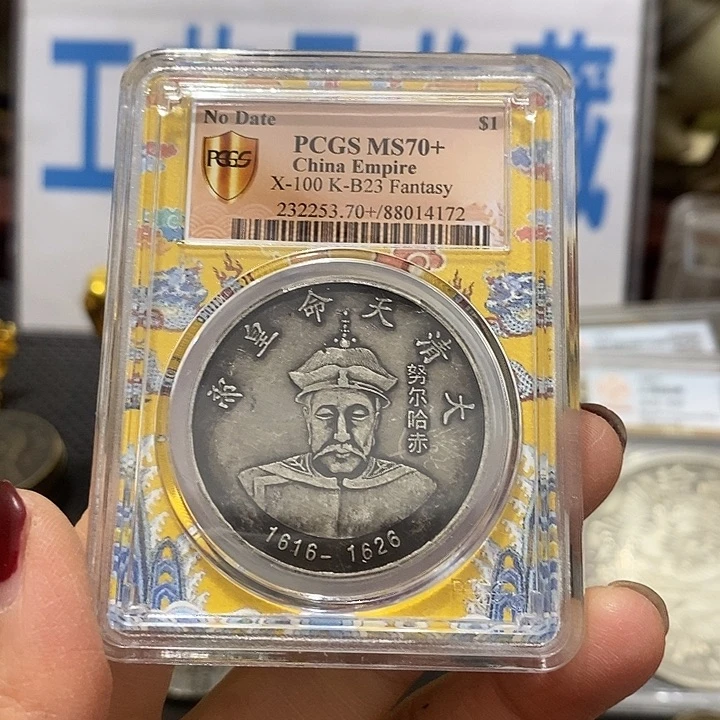 No Date $1
PCGS
PCGS MS70+
China Empire
X-100 K-B23 Fantasy
232253.70+/88014172
大清天命皇帝
努尔哈赤
1616-1626